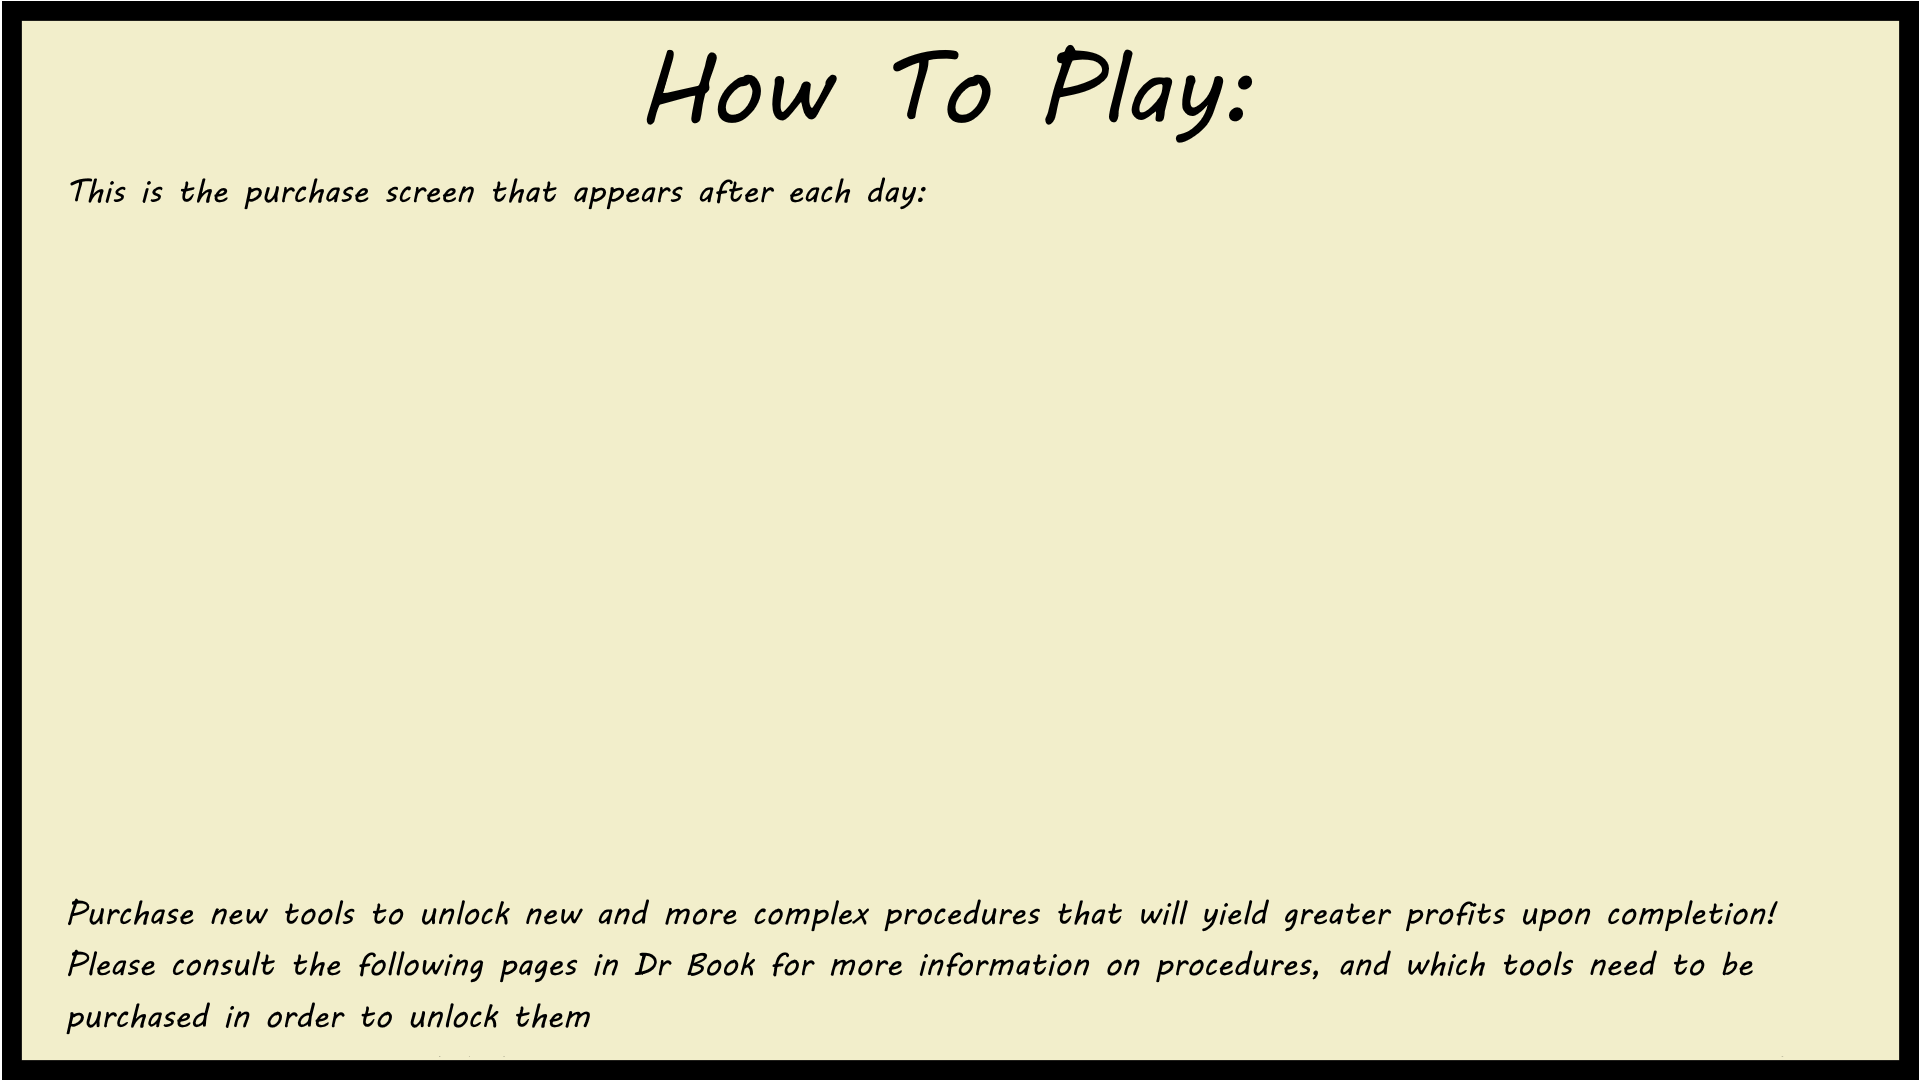 How To Play:
This is the purchase screen that appears after each day:
Purchase new tools to unlock new and more complex procedures that will yield greater profits upon completion!
Please consult the following pages in Dr Book for more information on procedures, and which tools need to be
purchased in order to unlock them